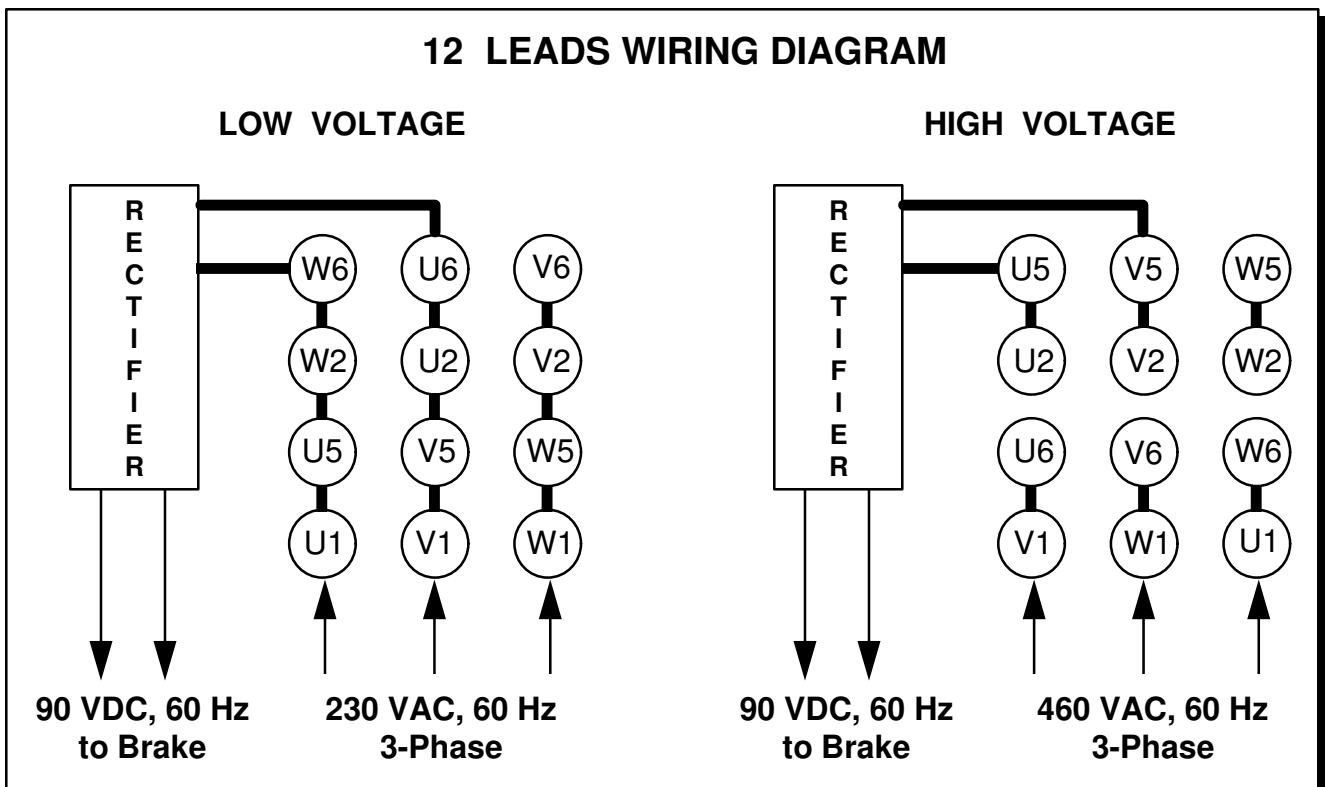 12 LEADS WIRING DIAGRAM
LOW VOLTAGE
RECTIFIER
W6 U6 V6
W2 U2 V2
U5 V5 W5
U1 V1 W1
90 VDC, 60 Hz
to Brake
230 VAC, 60 Hz
3-Phase
HIGH VOLTAGE
RECTIFIER
U5 V5 W5
U2 V2 W2
U6 V6 W6
V1 W1 U1
90 VDC, 60 Hz
to Brake
460 VAC, 60 Hz
3-Phase